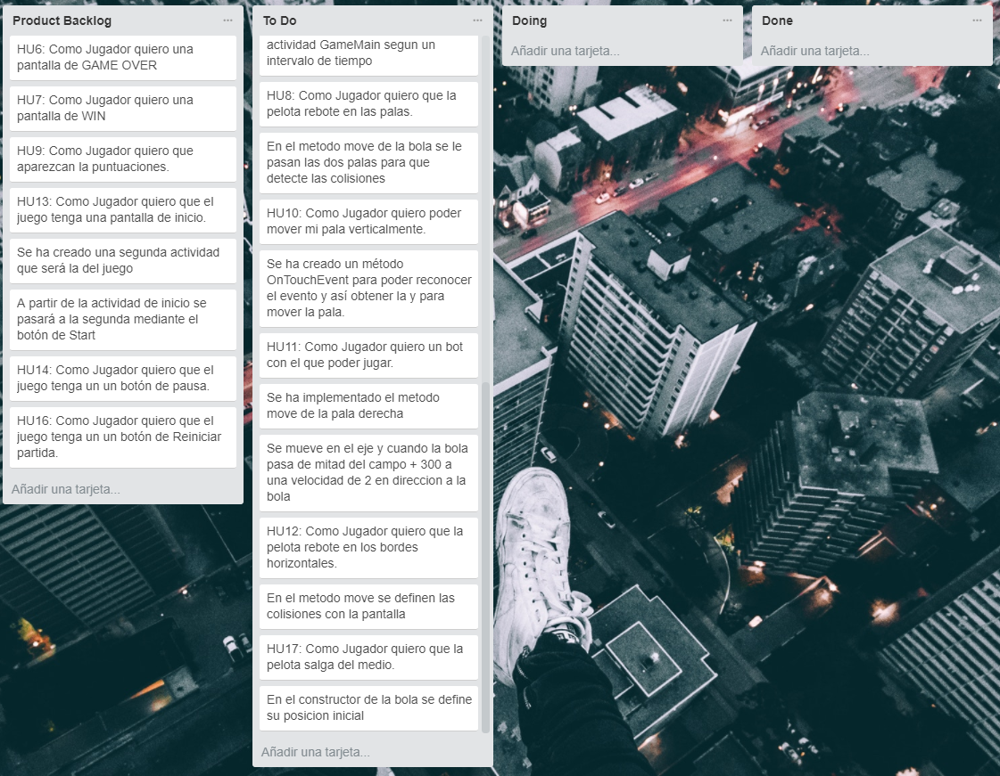 Product Backlog
HU6: Como Jugador quiero una
pantalla de GAME OVER
HU7: Como Jugador quiero una
pantalla de WIN
HU9: Como Jugador quiero que
aparezcan la puntuaciones.
HU13: Como Jugador quiero que el
juego tenga una pantalla de inicio.
Se ha creado una segunda actividad
que será la del juego
A partir de la actividad de inicio se
pasará a la segunda mediante el
botón de Start
HU14: Como Jugador quiero que el
juego tenga un un botón de pausa.
HU16: Como Jugador quiero que el
juego tenga un un botón de Reiniciar
partida.
Añadir una tarjeta...
To Do
actividad GameMain segun un
intervalo de tiempo
HU8: Como Jugador quiero que la
pelota rebote en las palas.
En el metodo move de la bola se le
pasan las dos palas para que
detecte las colisiones
HU10: Como Jugador quiero poder
mover mi pala verticalmente.
Se ha creado un método
OnTouchEvent para poder reconocer
el evento y así obtener la y para
mover la pala.
HU11: Como Jugador quiero un bot
con el que poder jugar.
Se ha implementado el metodo
move de la pala derecha
Se mueve en el eje y cuando la bola
pasa de mitad del campo + 300 a
una velocidad de 2 en direccion a la
bola
HU12: Como Jugador quiero que la
pelota rebote en los bordes
horizontales.
En el metodo move se definen las
colisiones con la pantalla
HU17: Como Jugador quiero que la
pelota salga del medio.
En el constructor de la bola se define
su posicion inicial
Añadir una tarjeta...
Doing
Añadir una tarjeta...
Done
Añadir una tarjeta...